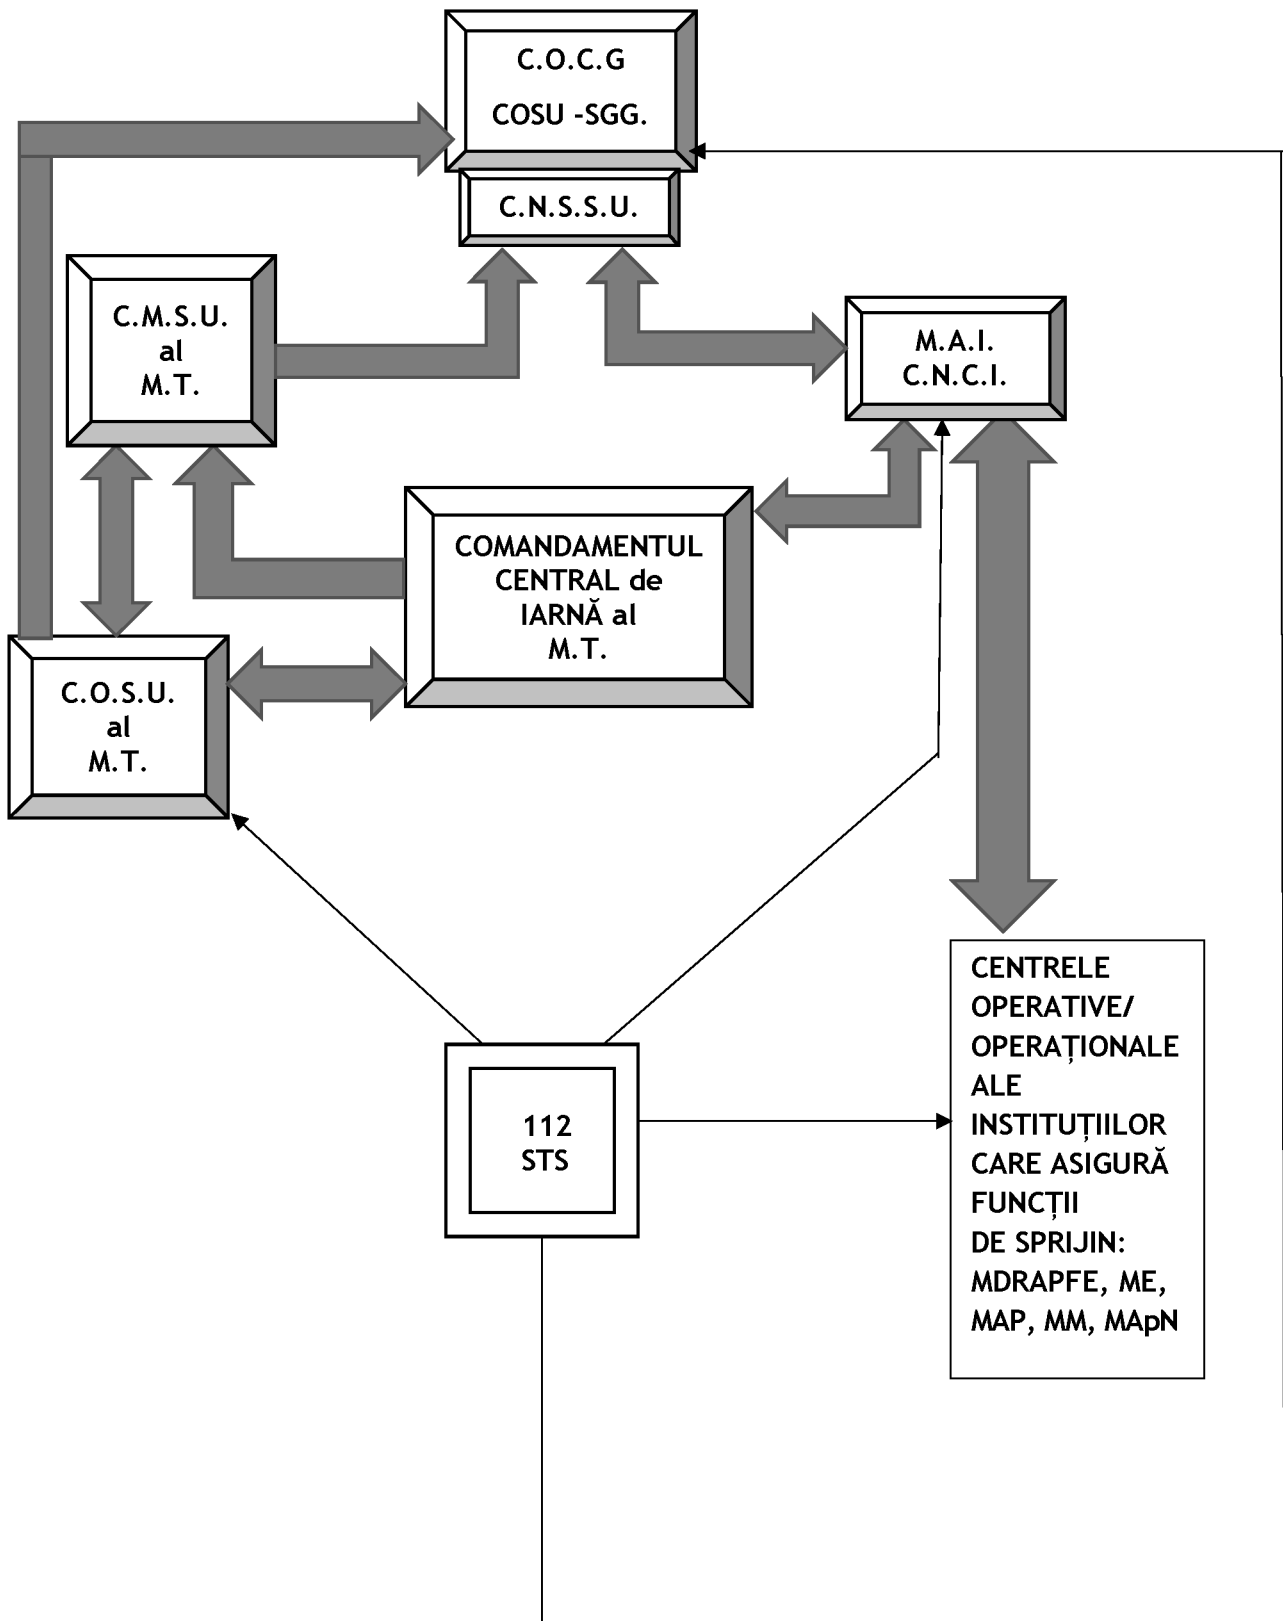 C.O.C.G
COSU -SGG.
C.N.S.S.U.
C.M.S.U.
al
M.T.
M.A.I.
C.N.C.I.
COMANDAMENTUL
CENTRAL de
IARNĂ al
M.T.
C.O.S.U.
al
M.T.
112
STS
CENTRELE
OPERATIVE/
OPERAȚIONALE
ALE
INSTITUȚIILOR
CARE ASIGURĂ
FUNCȚII
DE SPRIJIN:
MDRAPFE, ME,
MAP, MM, MApN